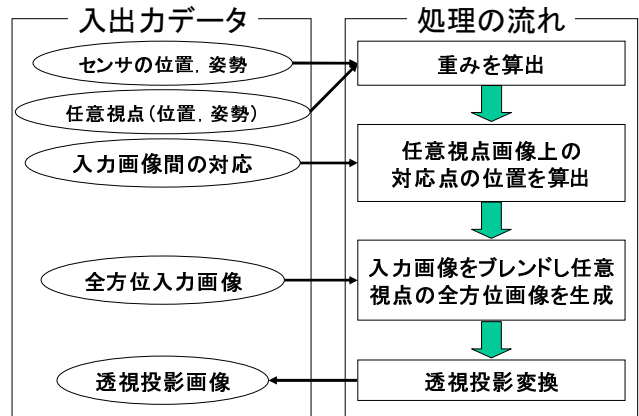 入出力データ
処理の流れ
センサの位置，姿勢
任意視点（位置，姿勢）
入力画像間の対応
全方位入力画像
透視投影画像
重みを算出
任意視点画像上の
対応点の位置を算出
入力画像をブレンドし任意
視点の全方位画像を生成
透視投影変換